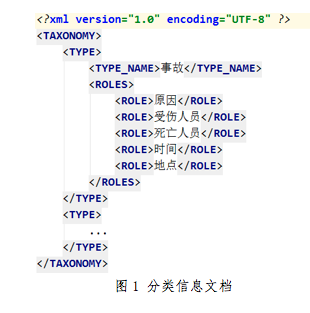 <?xml version="1.0" encoding="UTF-8" ?>
<TAXONOMY>
<TYPE>
<TYPE_NAME>事故</TYPE_NAME>
<ROLES>
<ROLE>原因</ROLE>
<ROLE>受伤人员</ROLE>
<ROLE>死亡人员</ROLE>
<ROLE>时间</ROLE>
<ROLE>地点</ROLE>
</ROLES>
</TYPE>
<TYPE>
...
</TYPE>
</TAXONOMY>
图 1 分类信息文档